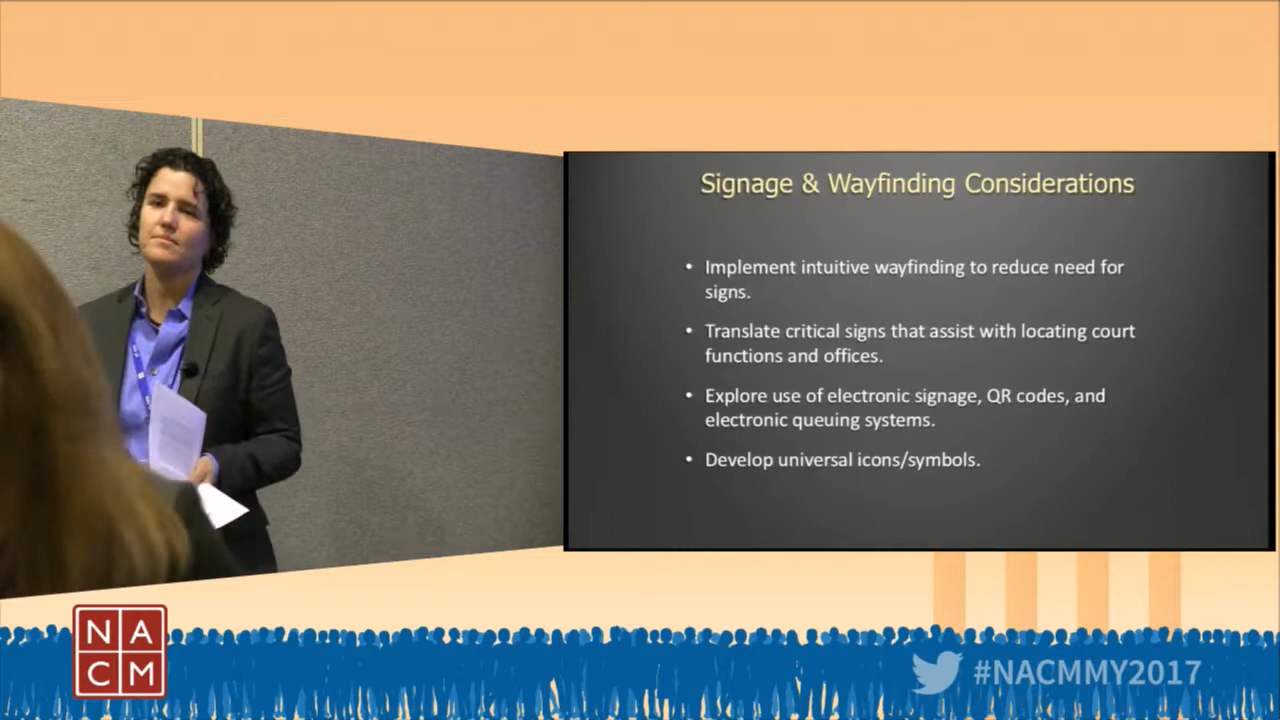 Signage & Wayfinding Considerations
• Implement intuitive wayfinding to reduce need for
signs.
• Translate critical signs that assist with locating court
functions and offices.
• Explore use of electronic signage, QR codes, and
electronic queuing systems.
• Develop universal icons/symbols.
N A
C M
#NACMMY2017